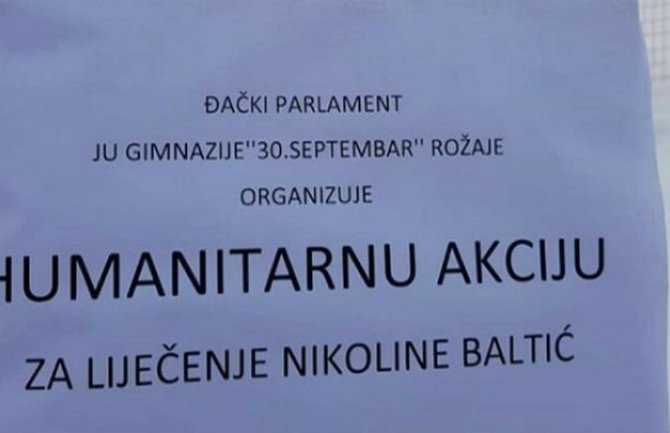 ĐAČKI PARLAMENT
JU GIMNAZIJE"30.SEPTEMBAR" ROŽAJE
ORGANIZUJE
HUMANITARNU AKCIJU
ZA LIJEČENJE NIKOLINE BALTIĆ